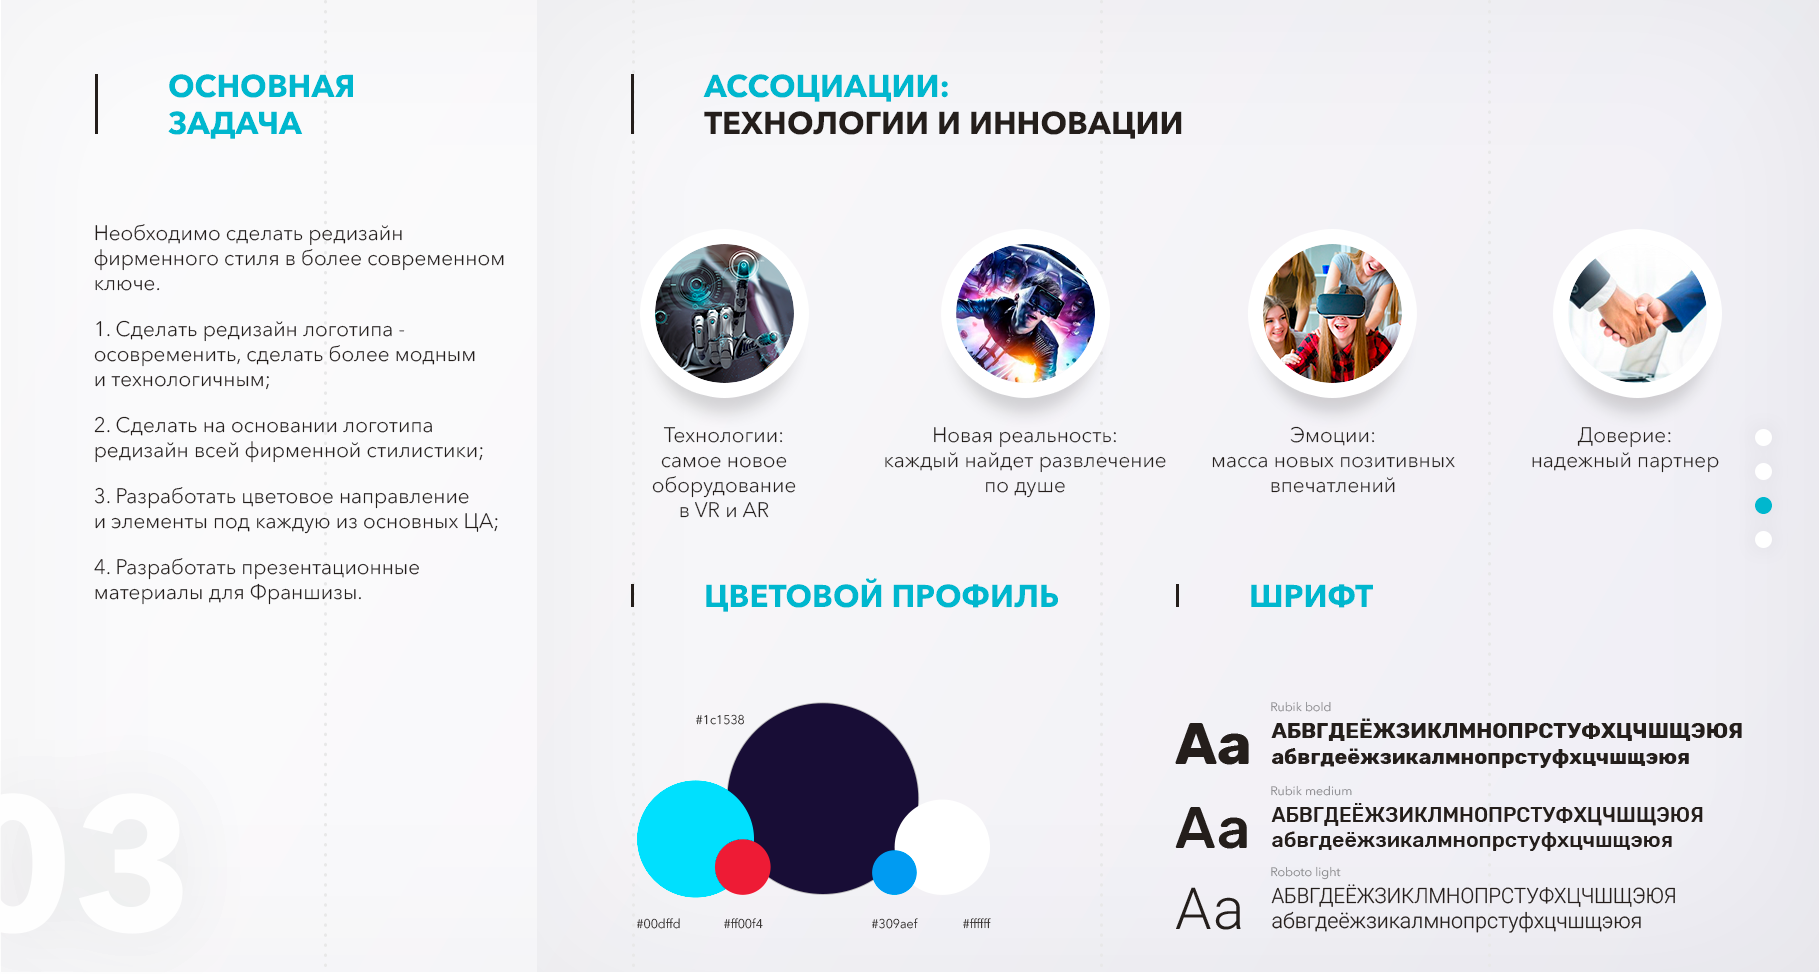 ОСНОВНАЯ
ЗАДАЧА
Необходимо сделать редизайн
фирменного стиля в более современном
ключе.
1. Сделать редизайн логотипа -
осовременить, сделать более модным
и технологичным;
2. Сделать на основании логотипа
редизайн всей фирменной стилистики;
3. Разработать цветовое направление
и элементы под каждую из основных ЦА;
4. Разработать презентационные
материалы для Франшизы.
03
АССОЦИАЦИИ:
ТЕХНОЛОГИИ И ИННОВАЦИИ
Технологии:
самое новое
оборудование
в VR и AR
Новая реальность:
каждый найдет развлечение
по душе
Эмоции:
масса новых позитивных
впечатлений
Доверие:
надежный партнер
ЦВЕТОВОЙ ПРОФИЛЬ
#1c1538
#00dffd
#ff00f4
#309aef
#ffffff
ШРИФТ
Rubik bold
Aa
АБВГДЕЁЖЗИКЛМНОПРСТУФХЦЧШЩЭЮЯ
абвгдеёжзикалмнопрстуфхцчшщэюя
Rubik medium
Aa
АБВГДЕЁЖЗИКЛМНОПРСТУФХЦЧШЩЭЮЯ
абвгдеёжзикалмнопрстуфхцчшщэюя
Roboto light
Aa
АБВГДЕЁЖЗИКЛМНОПРСТУФХЦЧШЩЭЮЯ
абвгдеёжзикалмнопрстуфхцчшщэюя